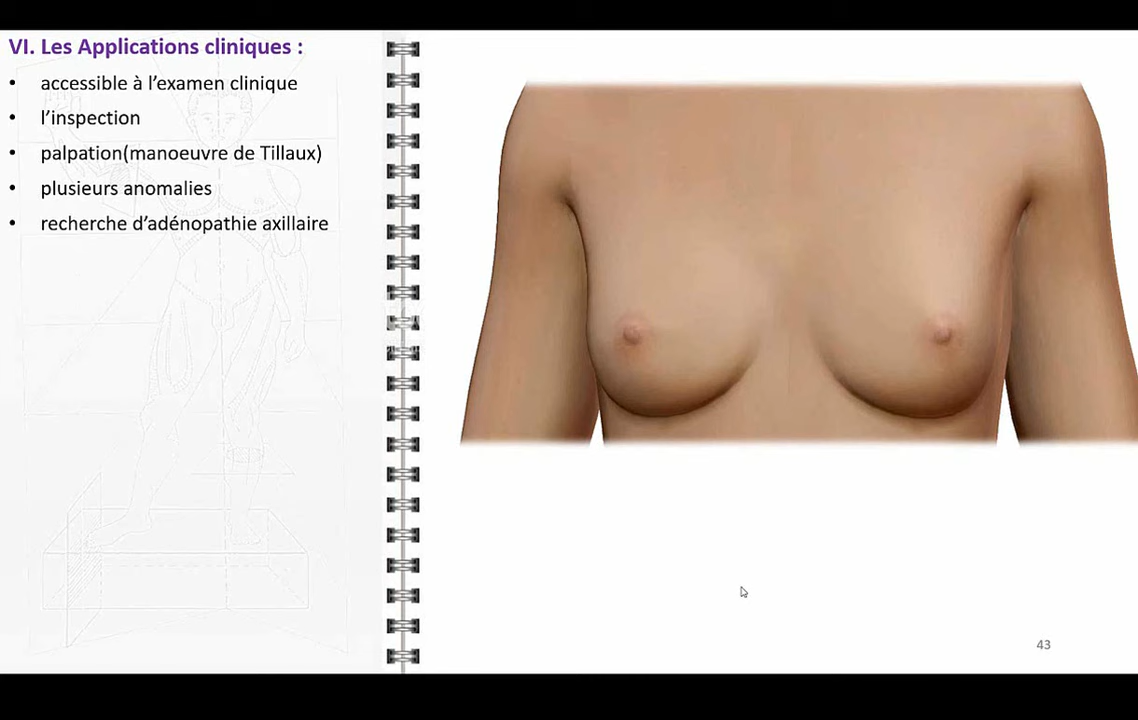 VI. Les Applications cliniques :
• accessible à l’examen clinique
• l’inspection
• palpation(manoeuvre de Tillaux)
• plusieurs anomalies
• recherche d’adénopathie axillaire
43